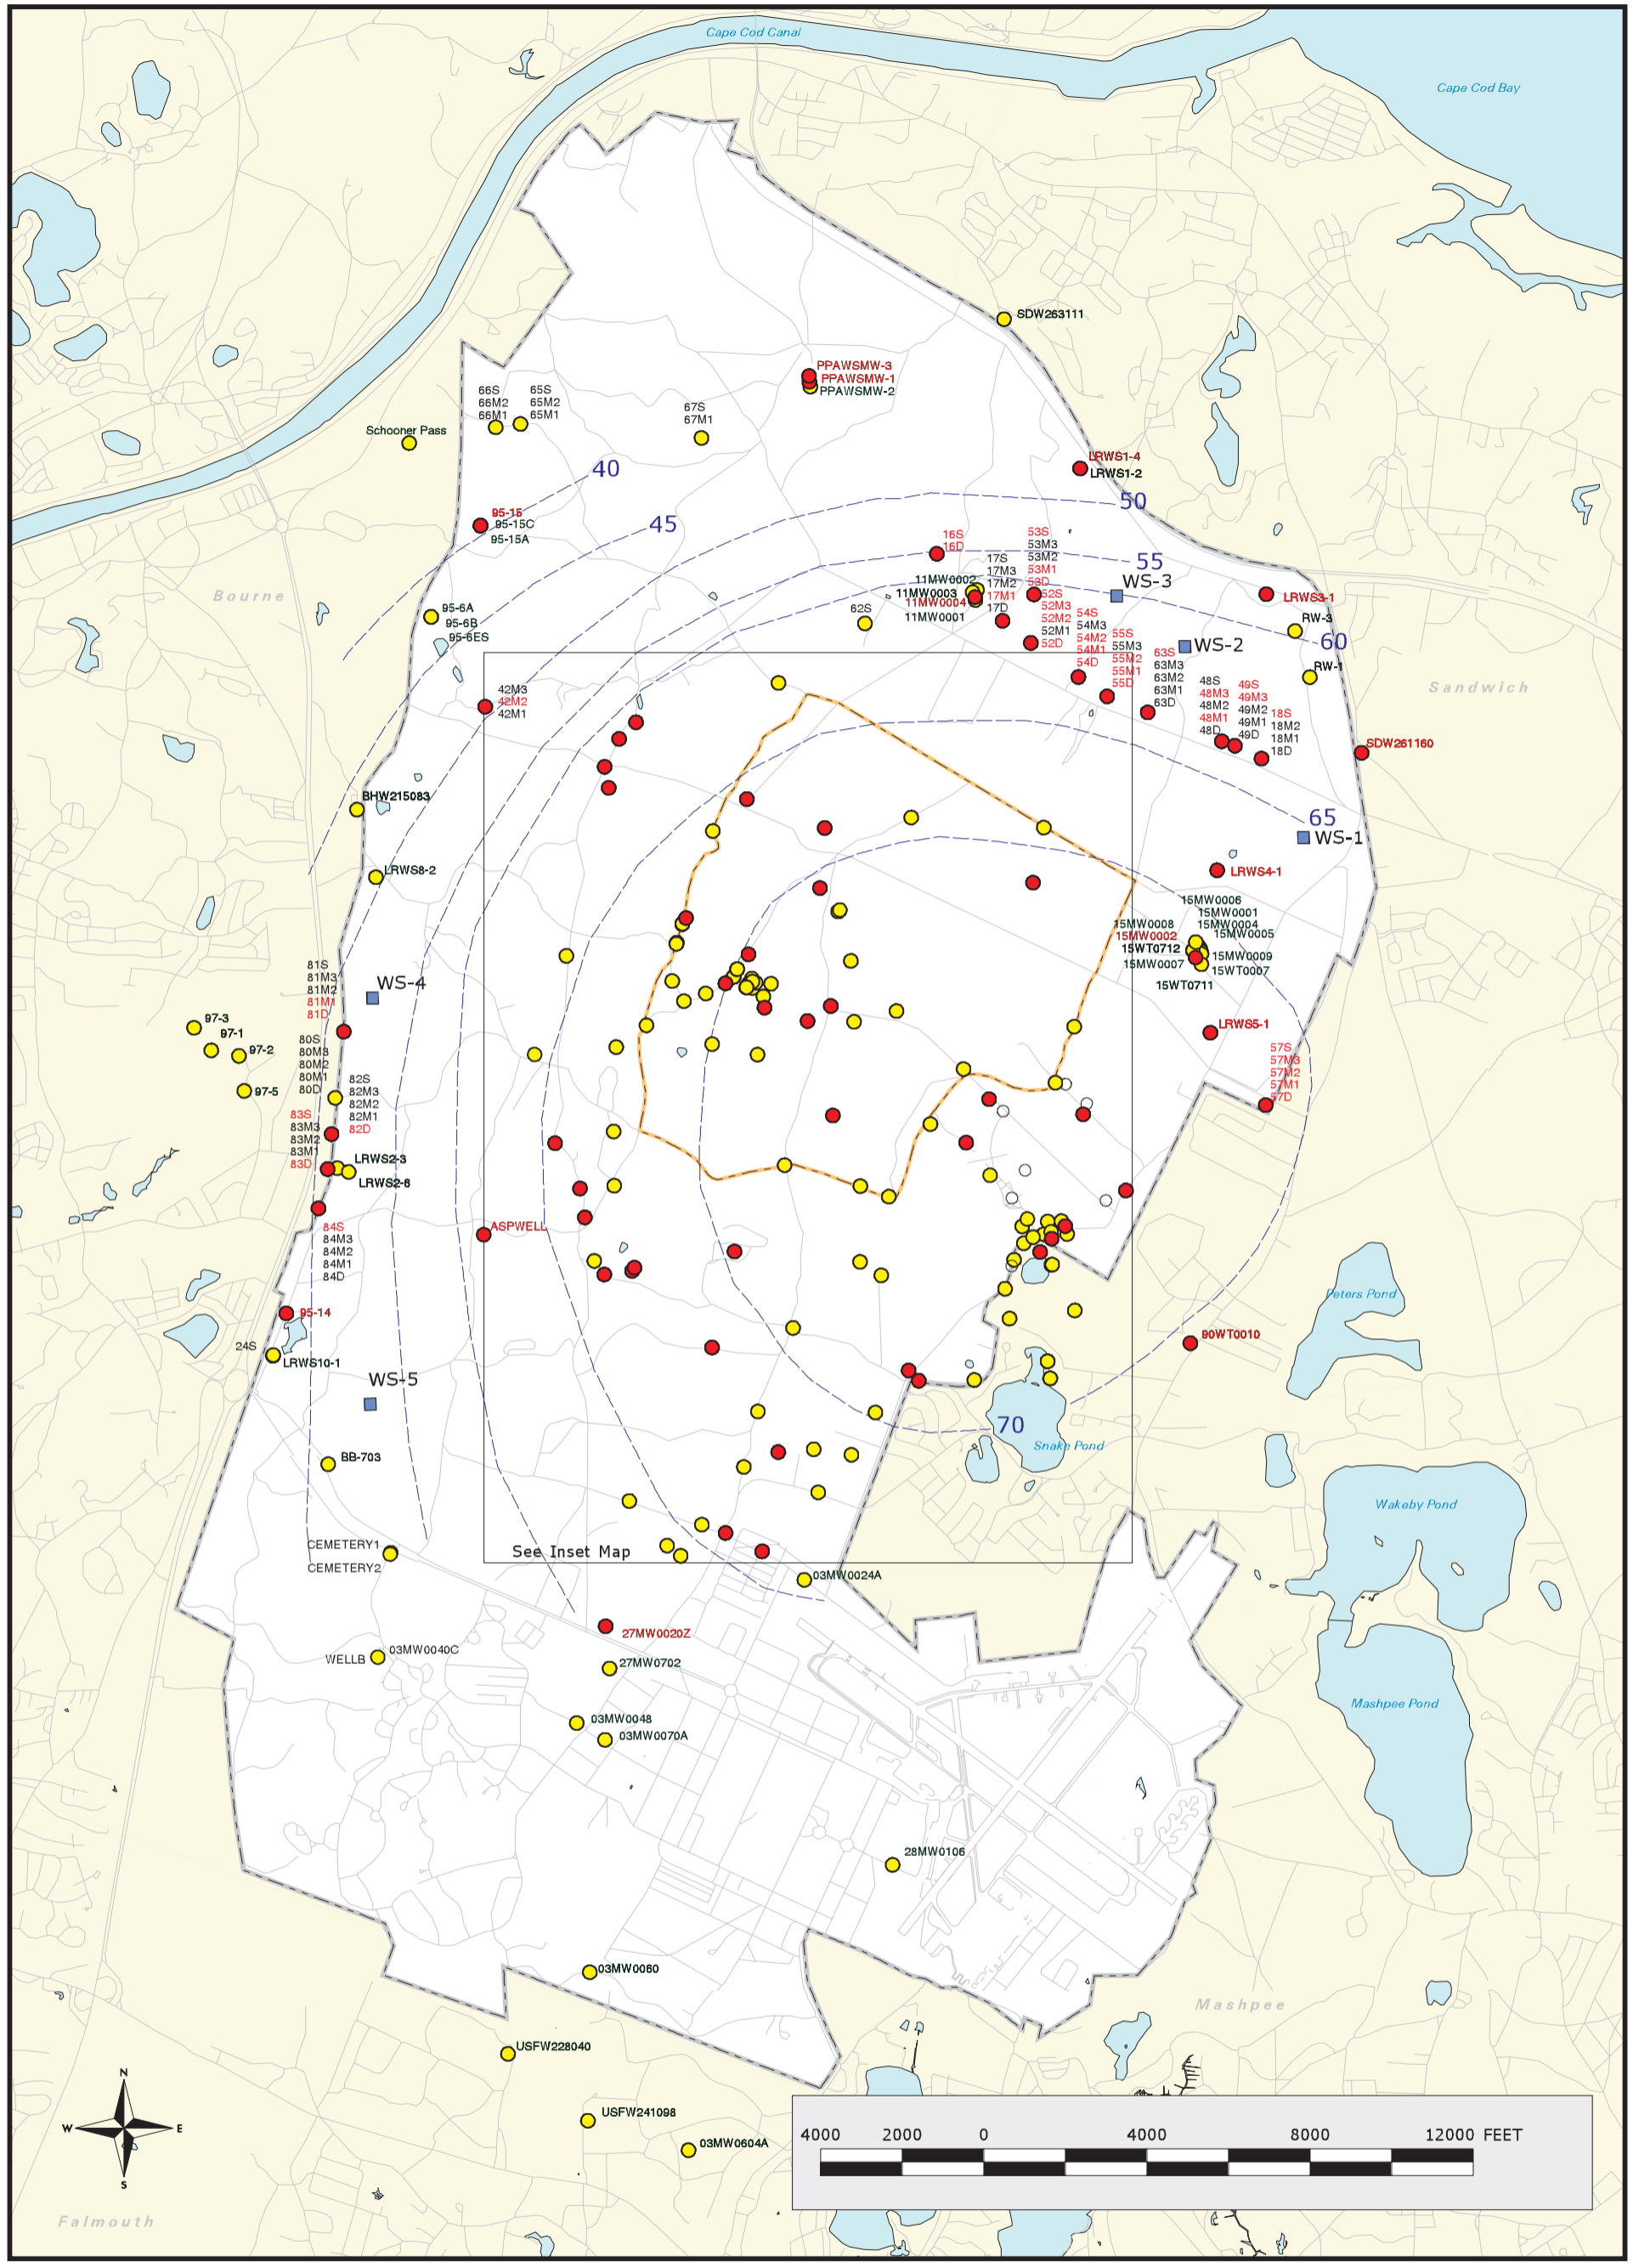 Cape Cod Canal
Cape Cod Bay
SDW263111
PPAWSMW-3
PPAWSMW-1
PPAWSMW-2
66S
66M2
66M1
65S
65M2
65M1
67S
67M1
Schooner Pass
40
LRWS1-4
LRWS1-2
50
95-15
95-15C
95-15A
45
16S
16D
53S
53M3
53M2
53M1
53D
55
17S
17M3
17M2
17M1
17D
11MW0002
11MW0003
11MW0004
11MW0001
WS-3
Bourne
52S
52M3
52M2
52M1
52D
LRWS3-1
95-6A
95-6B
95-6ES
62S
54S
54M3
54M2
54M1
54D
55S
55M3
55M2
55M1
55D
RW-3
60
WS-2
63S
63M3
63M2
63M1
63D
RW-1
Sandwich
42M3
42M2
42M1
48S
48M3
48M2
48M1
48D
49S
49M3
49M2
49M1
49D
18S
18M2
18M1
18D
SDW261160
BHW215083
65
WS-1
LRWS8-2
LRWS4-1
15MW0006
15MW0001
15MW0004
15MW0005
15MW0008
15MW0002
15WT0712
15MW0007
15MW0009
15WT0007
15WT0711
81S
81M3
81M2
81M1
81D
WS-4
97-3
97-1
97-2
97-5
LRWS5-1
80S
80M3
80M2
80M1
80D
57S
57M3
57M2
57M1
57D
82S
82M3
82M2
82M1
82D
83S
83M3
83M2
83M1
83D
LRWS2-3
LRWS2-6
84S
84M3
84M2
84M1
84D
ASPWELL
95-14
Peters Pond
90WT0010
24S
LRWS10-1
WS-5
70
Snake Pond
BB-703
Wakeby Pond
CEMETERY1
CEMETERY2
See Inset Map
03MW0024A
27MW0020Z
03MW0040C
WELLB
27MW0702
Mashpee Pond
03MW0048
03MW0070A
28MW0106
03MW0060
Mashpee
USFW228040
N
W
E
S
USFW241098
03MW0604A
4000 2000 0 4000 8000 12000 FEET
Falmouth